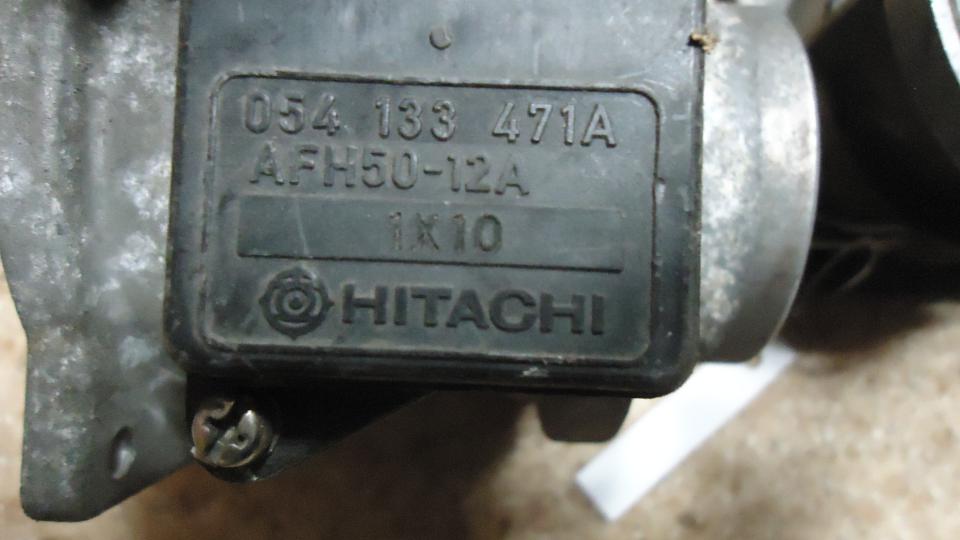 054 133 471A
AFH50-12A
1X10
HITACHI